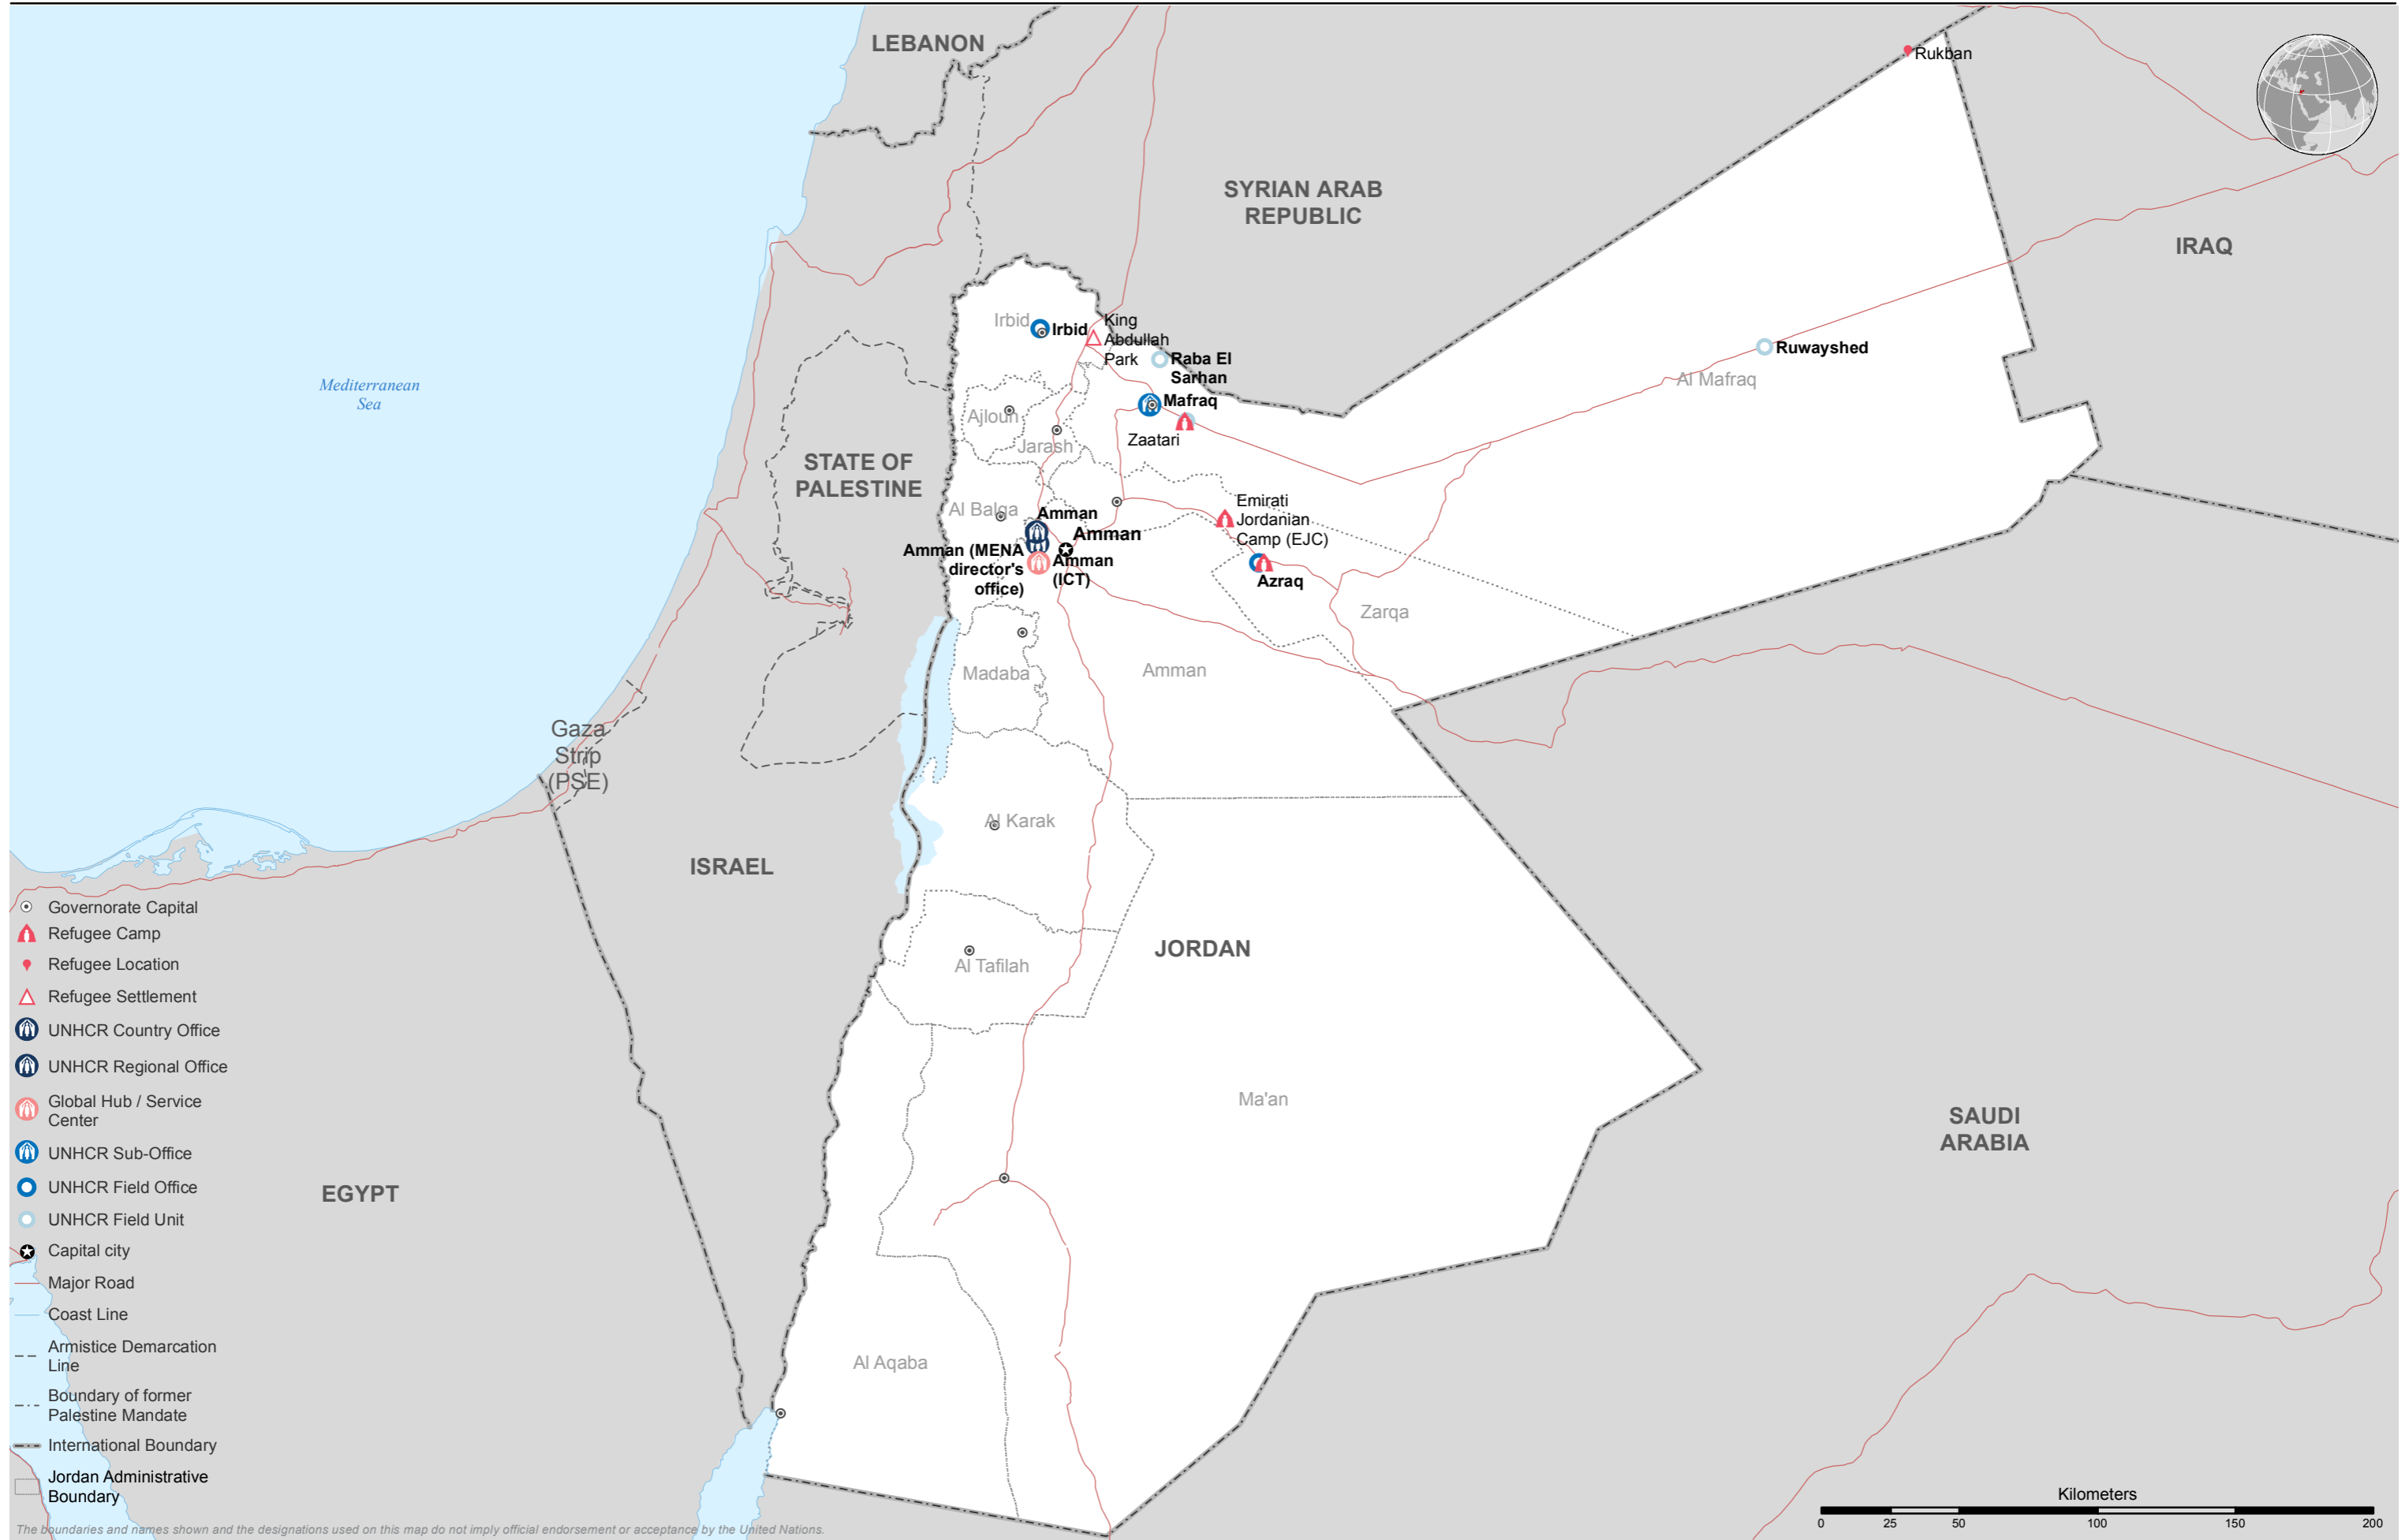 LEBANON
Rukban
SYRIAN ARAB
REPUBLIC
IRAQ
Irbid
Irbid
King
Abdullah
Park
Raba El
Sarhan
Ruwayshed
Al Mafraq
Mediterranean
Sea
Mafraq
Ajloun
Zaatari
Jarash
STATE OF
PALESTINE
Al Balqa
Amman
Emirati
Jordanian
Camp (EJC)
Amman
Amman (MENA
director's
office)
Amman
(ICT)
Azraq
Zarqa
Madaba
Amman
Gaza
Strip
(PSE)
Al Karak
ISRAEL
JORDAN
Al Tafilah
Ma'an
SAUDI
ARABIA
EGYPT
Al Aqaba
Governorate Capital
Refugee Camp
Refugee Location
Refugee Settlement
UNHCR Country Office
UNHCR Regional Office
Global Hub / Service
Center
UNHCR Sub-Office
UNHCR Field Office
UNHCR Field Unit
Capital city
Major Road
Coast Line
Armistice Demarcation
Line
Boundary of former
Palestine Mandate
International Boundary
Jordan Administrative
Boundary
Kilometers
0 25 50 100 150 200
The boundaries and names shown and the designations used on this map do not imply official endorsement or acceptance by the United Nations.